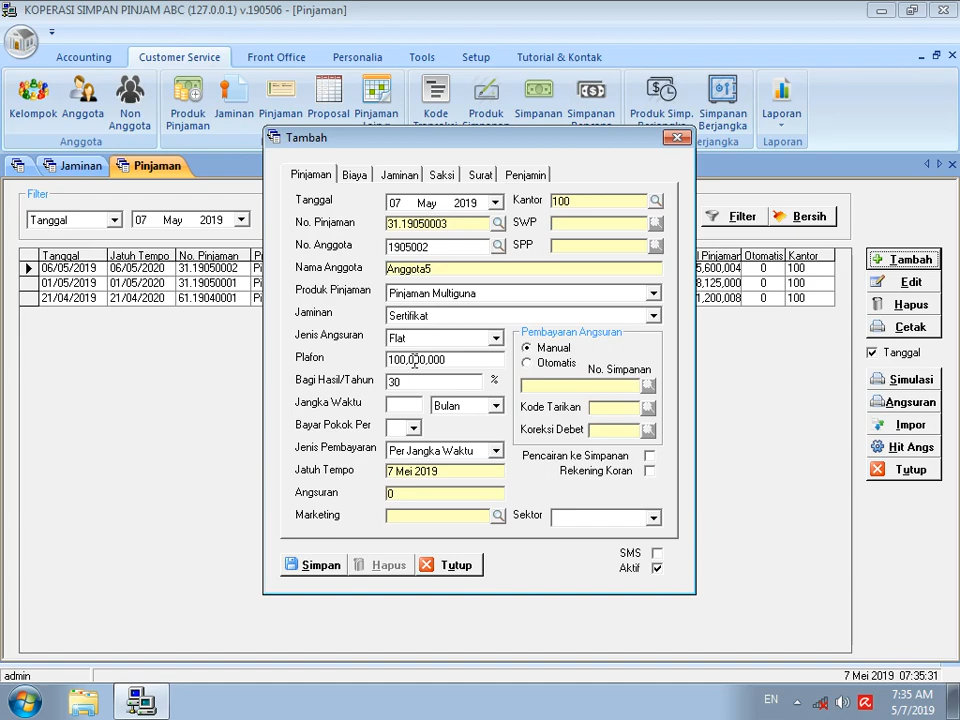 KOPERASI SIMPAN PINJAM ABC (127.0.0.1) v.190506 - [Pinjaman]
Accounting Customer Service Front Office Personalia Tools Setup Tutorial & Kontak
Kelompok Anggota Non Anggota Produk Pinjaman Jaminan Pinjaman Proposal Pinjaman Kode Produk Simpanan Simpanan Produk Simp. Berjangka Simpanan Berjangka Laporan
Anggota Laporan
Jaminan Pinjaman
Tambah
Filter
Tanggal 07 May 2019 Filter Bersih
Tanggal Jatuh Tempo No. Pinjaman Pinjaman Otomatis Kantor
06/05/2019 06/05/2020 31.19050002 5,600,004 0 100
01/05/2019 01/05/2020 31.19050001 8,125,000 0 100
21/04/2019 21/04/2020 61.19040001 1,200,008 0 100
Pinjaman Biaya Jaminan Saksi Surat Penjamin
Tanggal 07 May 2019 Kantor 100
No. Pinjaman 31.19050003 SWP
No. Anggota 1905002 SPP
Nama Anggota Anggota5
Produk Pinjaman Pinjaman Multiguna
Jaminan Sertifikat
Jenis Angsuran Flat
Plafon 100,000,000
Bagi Hasil/Tahun 30 %
Jangka Waktu Bulan
Bayar Pokok Per
Jenis Pembayaran Per Jangka Waktu
Jatuh Tempo 7 Mei 2019
Angsuran 0
Marketing Sektor
Pembayaran Angsuran
Manual
Otomatis No. Simpanan
Kode Tarikan
Koreksi Debet
Pencairan ke Simpanan
Rekening Koran
SMS
Aktif
Simpan Hapus Tutup
Tambah
Edit
Hapus
Cetak
Tanggal
Simulasi
Angsuran
Impor
Hit Angs
Tutup
admin 7 Mei 2019 07:35:31
EN 7:35 AM
5/7/2019